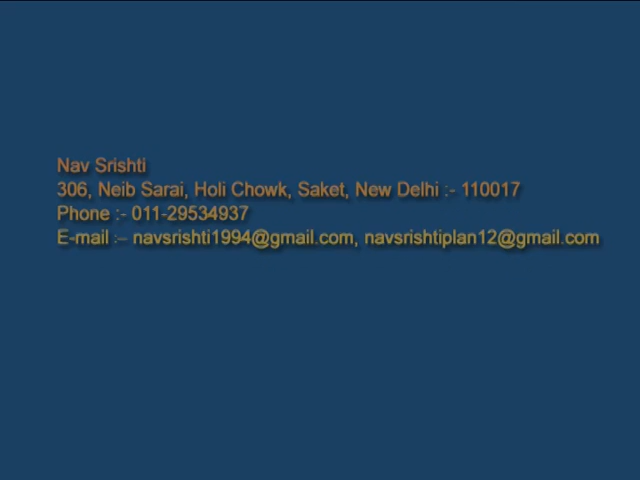 Nav Srishti
306, Neib Sarai, Holi Chowk, Saket, New Delhi :- 110017
Phone :- 011-29534937
E-mail :– navsrishti1994@gmail.com, navsrishtiplan12@gmail.com